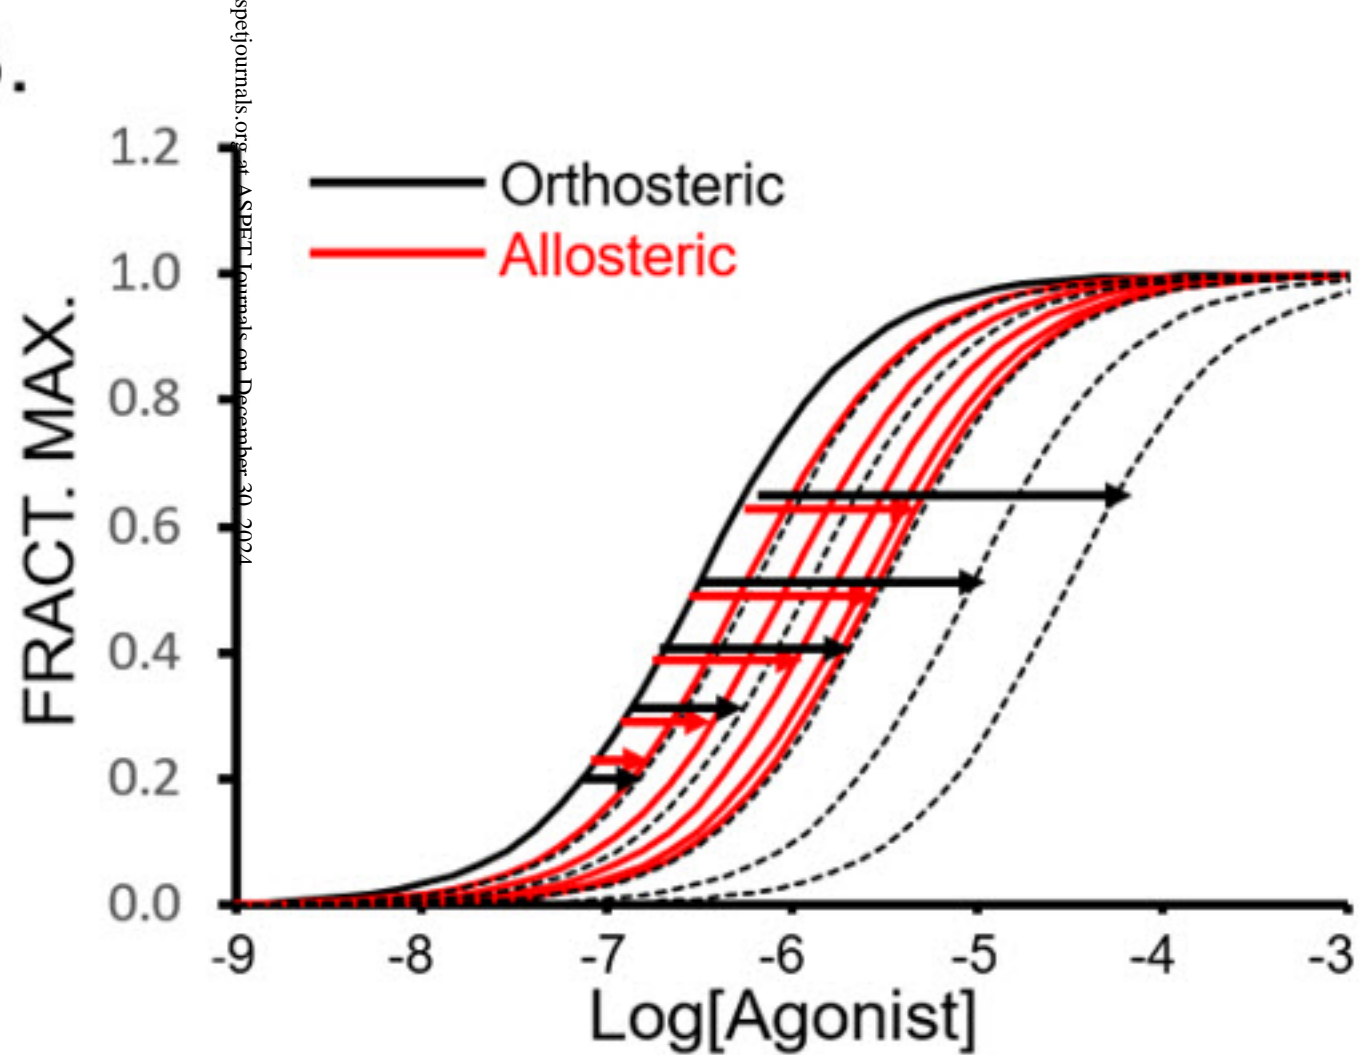 spetjournals.org at ASPET Journals on December 30, 2024
1.2
1.0
0.8
0.6
0.4
0.2
0.0
FRACT. MAX.
Orthosteric
Allosteric
-9 -8 -7 -6 -5 -4 -3
Log[Agonist]